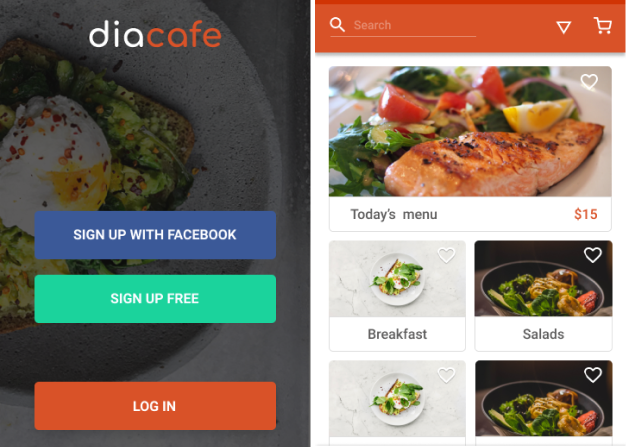 diacafe
SIGN UP WITH FACEBOOK
SIGN UP FREE
LOG IN
Search
Today's menu $15
Breakfast
Salads